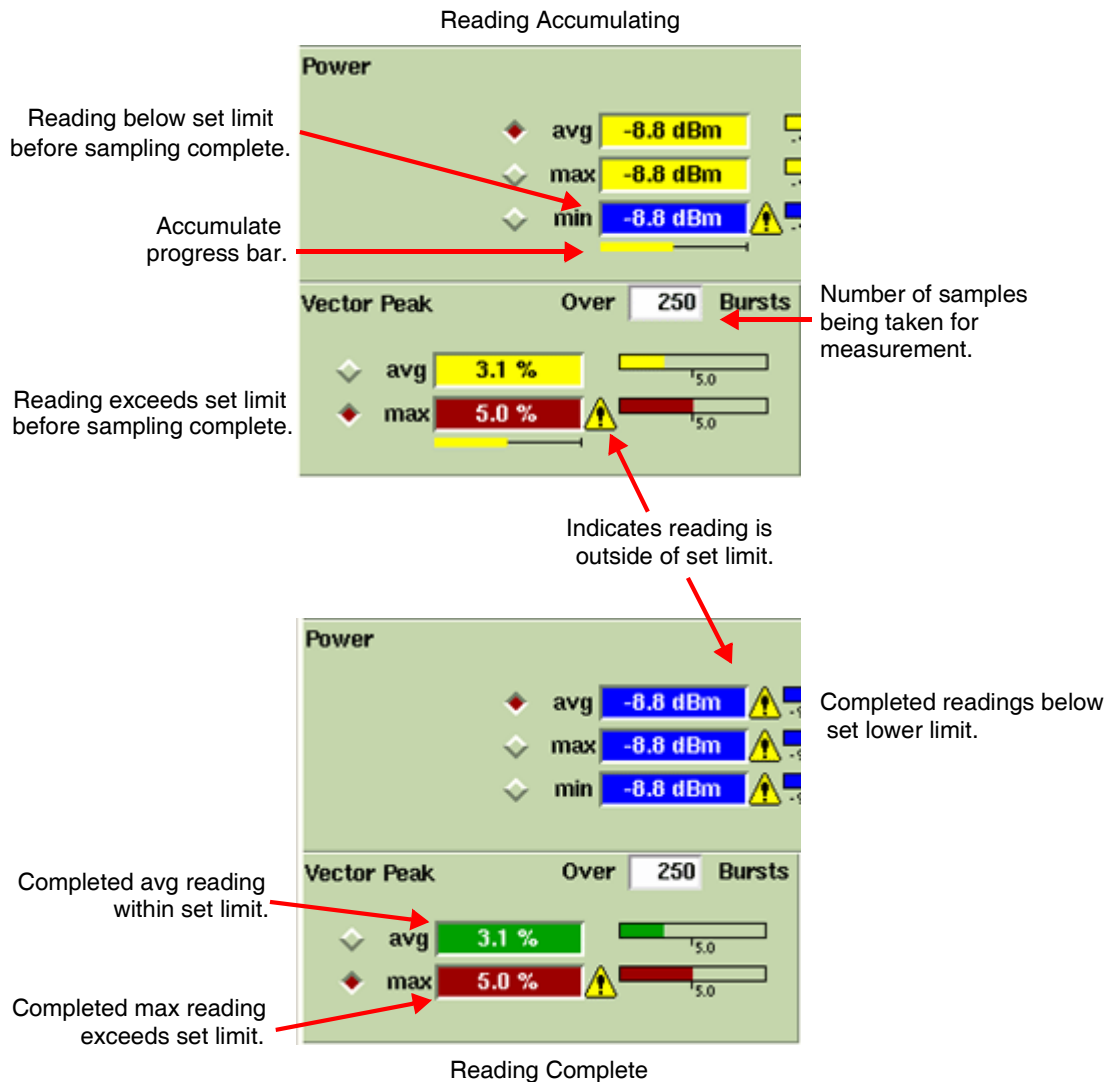 Reading Accumulating
Power
Reading below set limit
before sampling complete.
avg -8.8 dBm
max -8.8 dBm
min -8.8 dBm
Accumulate
progress bar.
Vector Peak Over 250 Bursts
Number of samples
being taken for
measurement.
avg 3.1 %
5.0
Reading exceeds set limit
before sampling complete.
max 5.0 %
5.0
Indicates reading is
outside of set limit.
Power
avg -8.8 dBm
max -8.8 dBm
min -8.8 dBm
Completed readings below
set lower limit.
Vector Peak Over 250 Bursts
Completed avg reading
within set limit.
avg 3.1 %
5.0
max 5.0 %
5.0
Completed max reading
exceeds set limit.
Reading Complete